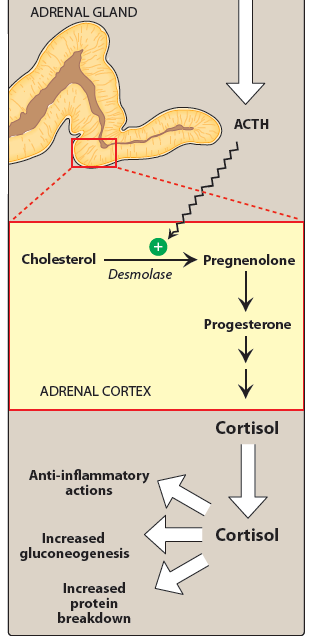 ADRENAL GLAND
ACTH
+
Cholesterol
Desmolase
Pregnenolone
Progesterone
ADRENAL CORTEX
Cortisol
Anti-inflammatory
actions
Cortisol
Increased
gluconeogenesis
Increased
protein
breakdown